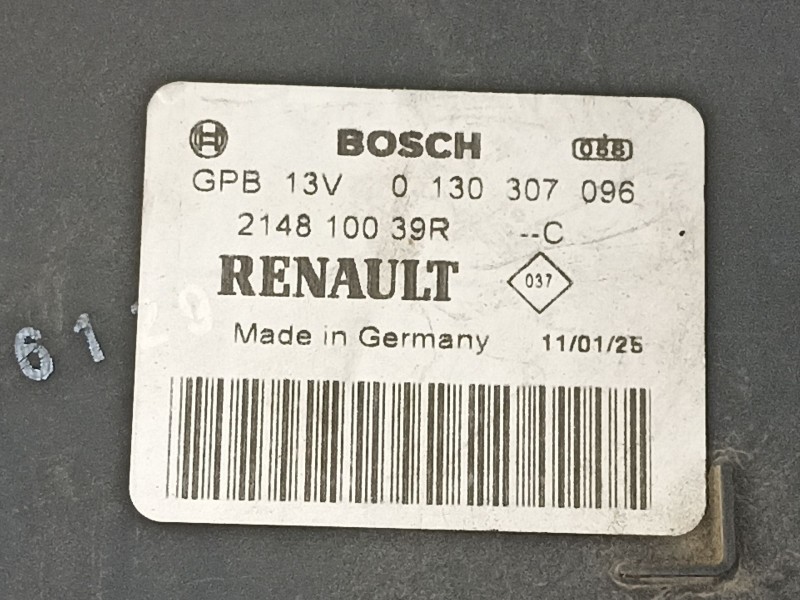 BOSCH 088
GPB 13V 0 130 307 096
2148 100 39R --C
RENAULT 037
Made in Germany 11/01/25
6129